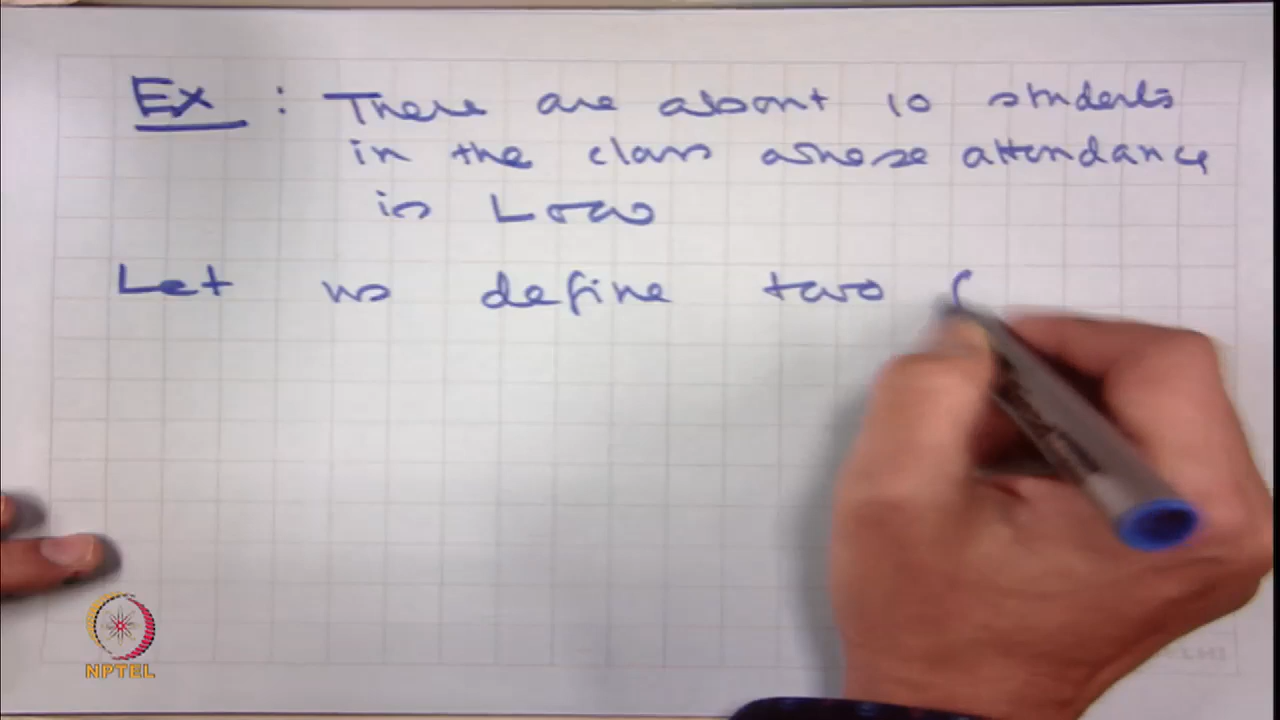 Ex : There are about 10 students
in the class whose attendance
is Low
Let us define two
NPTEL